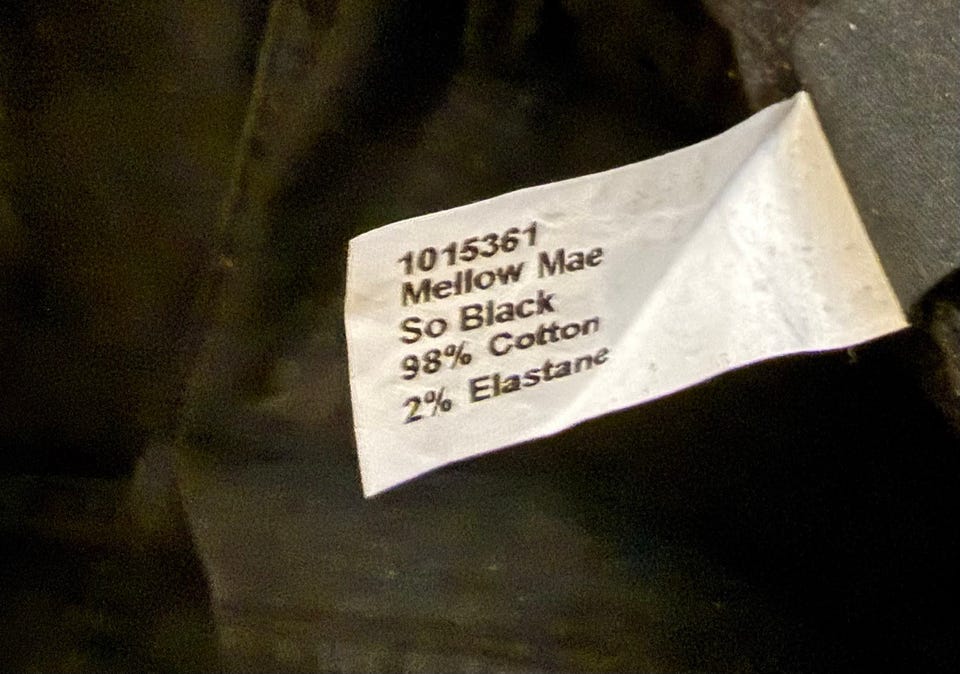 1015361
Mellow Mae
So Black
98% Cotton
2% Elastane